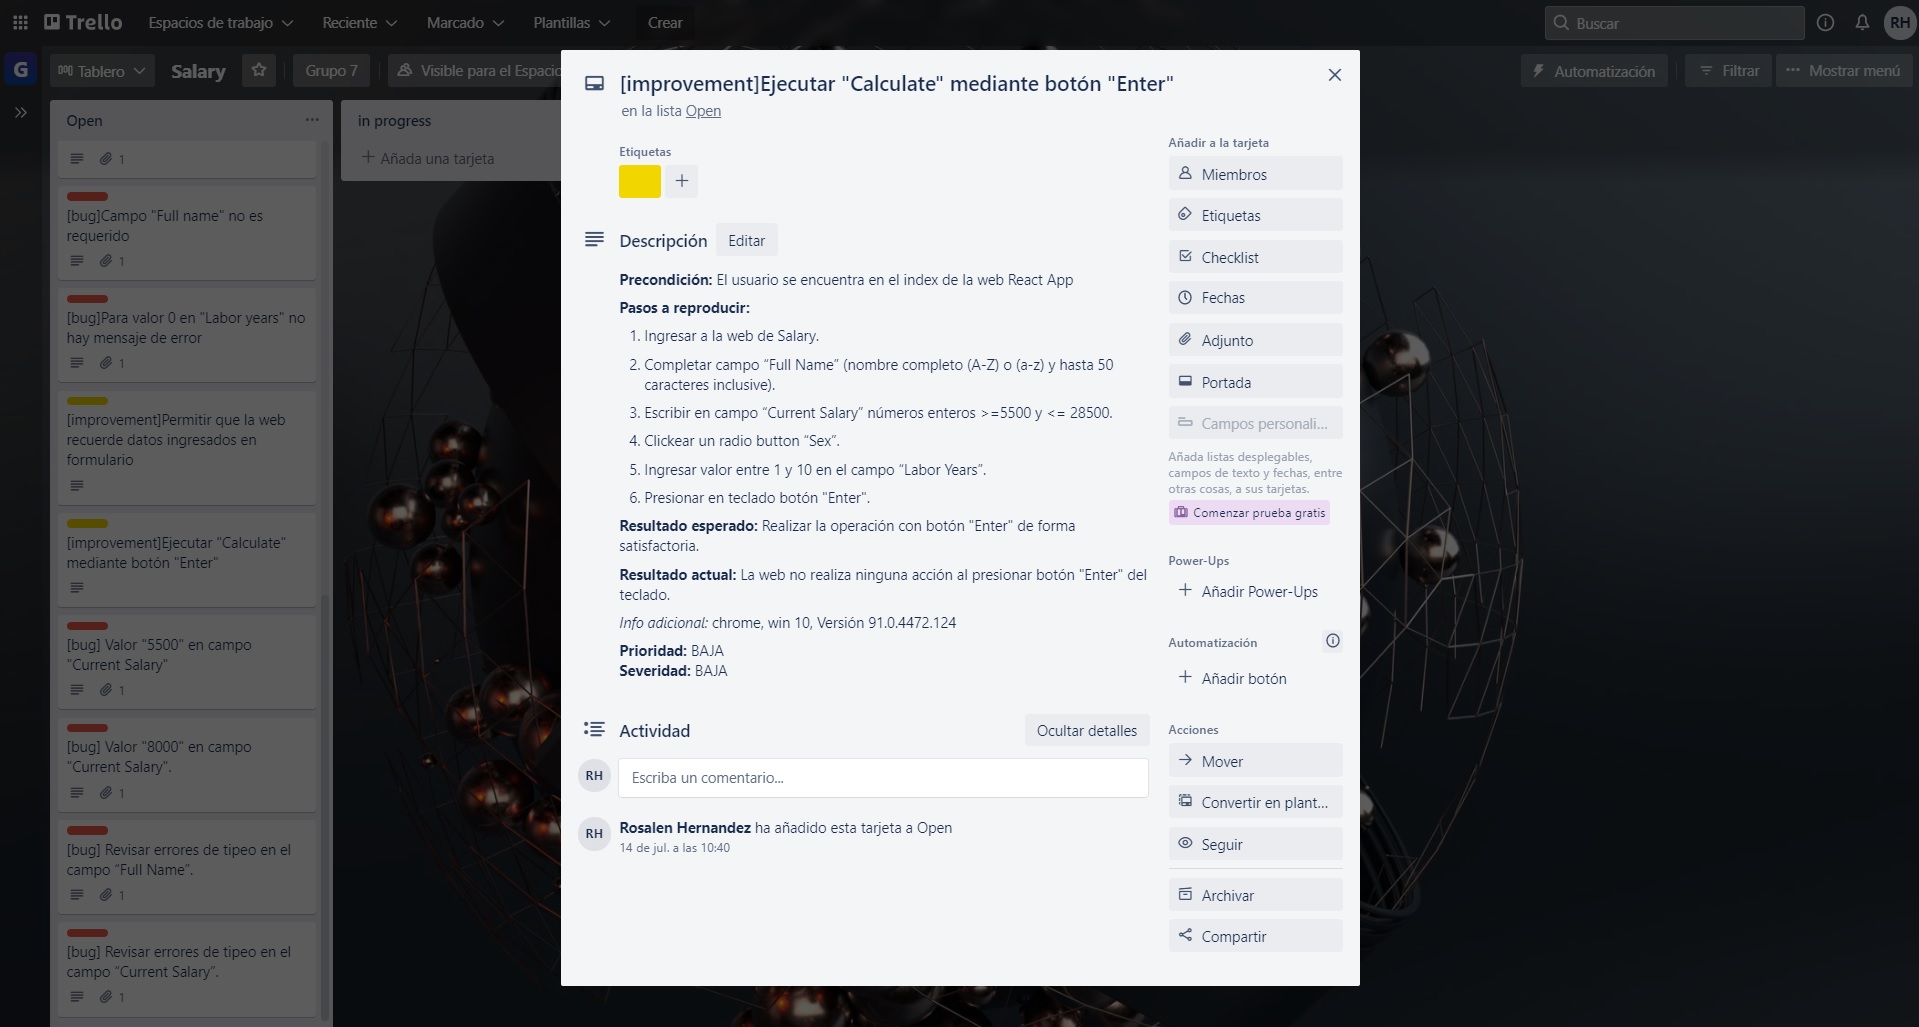 Trello
Espacios de trabajo
Reciente
Marcado
Plantillas
Crear
Buscar
RH
G
Tablero
Salary
Grupo 7
Visible para el Espacio
Automatización
Filtrar
Mostrar menú
Open
1
[bug]Campo "Full name" no es
requerido
1
[bug]Para valor 0 en "Labor years" no
hay mensaje de error
1
[improvement]Permitir que la web
recuerde datos ingresados en
formulario
[improvement]Ejecutar "Calculate"
mediante botón "Enter"
[bug] Valor "5500" en campo
"Current Salary"
1
[bug] Valor "8000" en campo
"Current Salary".
1
[bug] Revisar errores de tipeo en el
campo “Full Name”.
1
[bug] Revisar errores de tipeo en el
campo “Current Salary”.
1
in progress
Añada una tarjeta
[improvement]Ejecutar "Calculate" mediante botón "Enter"
en la lista Open
Etiquetas
Descripción
Editar
Precondición: El usuario se encuentra en el index de la web React App
Pasos a reproducir:
1. Ingresar a la web de Salary.
2. Completar campo “Full Name” (nombre completo (A-Z) o (a-z) y hasta 50
caracteres inclusive).
3. Escribir en campo “Current Salary” números enteros >=5500 y <= 28500.
4. Clickear un radio button “Sex”.
5. Ingresar valor entre 1 y 10 en el campo “Labor Years”.
6. Presionar en teclado botón "Enter".
Resultado esperado: Realizar la operación con botón "Enter" de forma
satisfactoria.
Resultado actual: La web no realiza ninguna acción al presionar botón "Enter" del
teclado.
Info adicional: chrome, win 10, Versión 91.0.4472.124
Prioridad: BAJA
Severidad: BAJA
Actividad
Ocultar detalles
RH
Escriba un comentario...
RH
Rosalen Hernandez ha añadido esta tarjeta a Open
14 de jul. a las 10:40
Añadir a la tarjeta
Miembros
Etiquetas
Checklist
Fechas
Adjunto
Portada
Campos personali...
Añada listas desplegables,
campos de texto y fechas, entre
otras cosas, a sus tarjetas.
Comenzar prueba gratis
Power-Ups
Añadir Power-Ups
Automatización
Añadir botón
Acciones
Mover
Convertir en plant...
Seguir
Archivar
Compartir